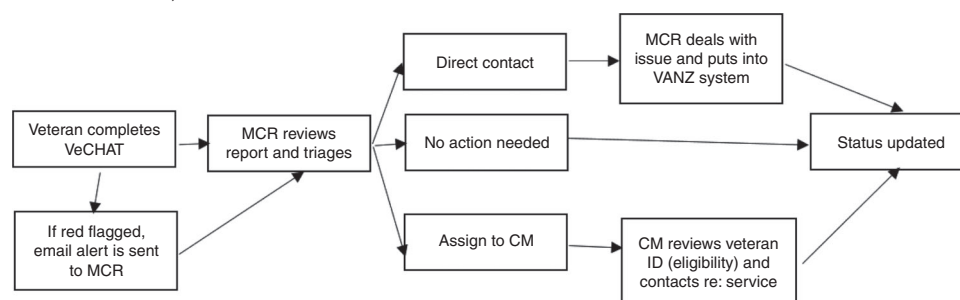 Veteran completes
VeCHAT
If red flagged,
email alert is sent
to MCR
MCR reviews
report and triages
Direct contact
No action needed
Assign to CM
MCR deals with
issue and puts into
VANZ system
CM reviews veteran
ID (eligibility) and
contacts re: service
Status updated